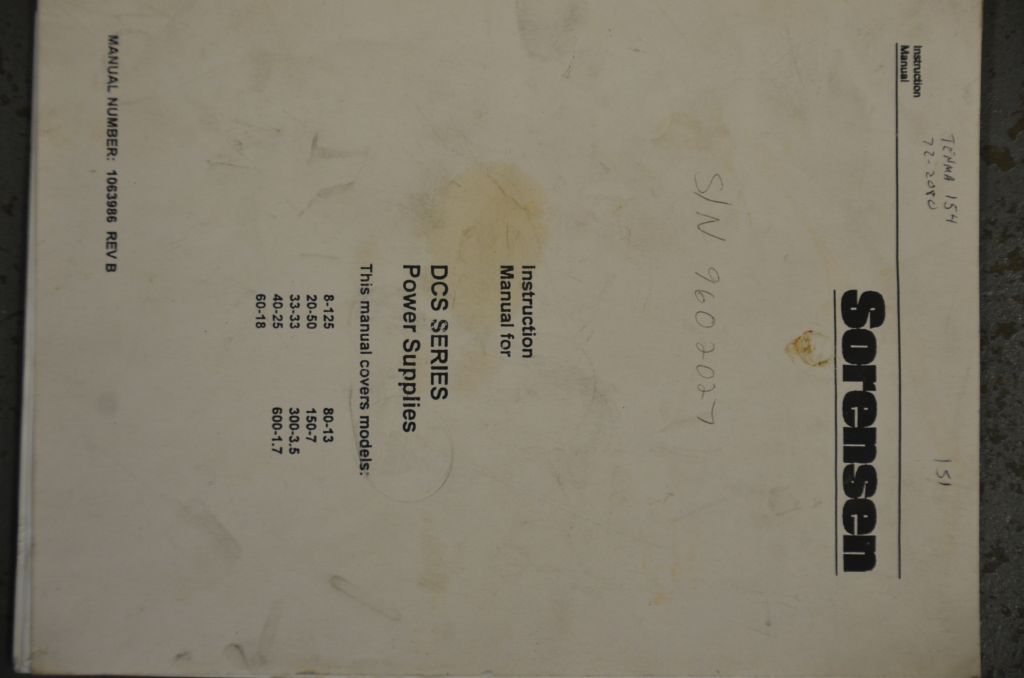 Instruction
Manual
TENMA 154
72-2080
151
Sorensen
S/N 9602027
Instruction
Manual for
DCS SERIES
Power Supplies
This manual covers models:
8-125 80-13
20-50 150-7
33-33 300-3.5
40-25 600-1.7
60-18
MANUAL NUMBER: 1063986 REV B